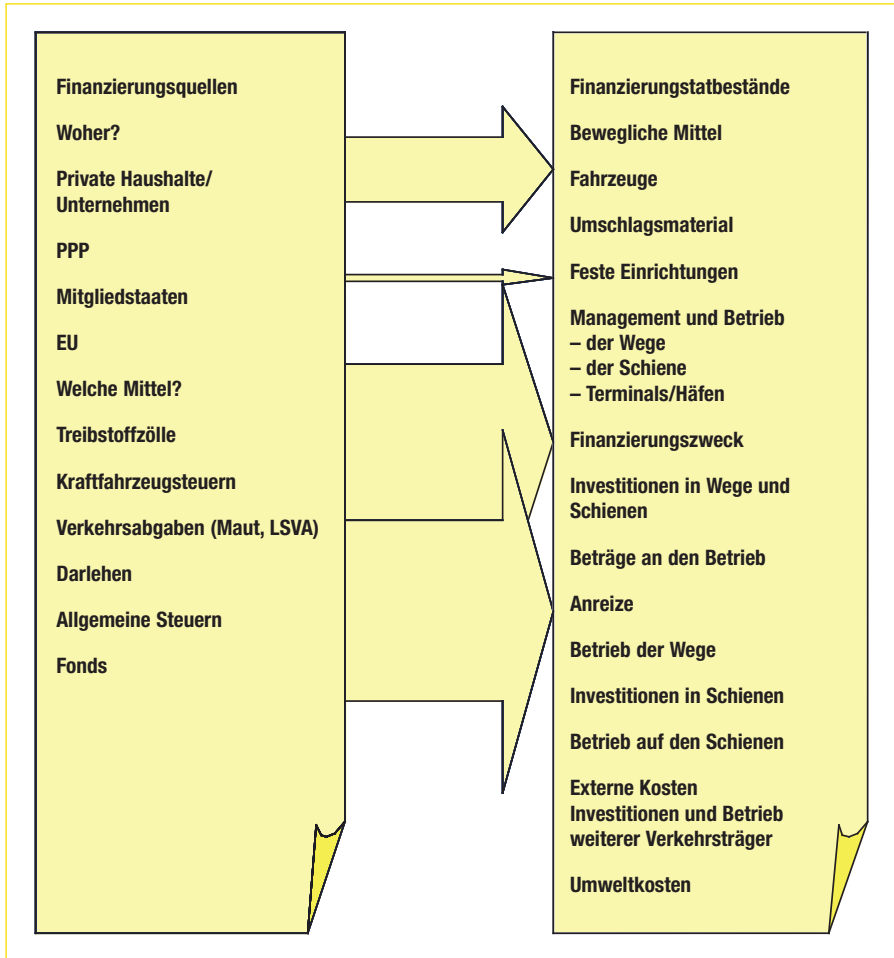 Finanzierungsquellen
Woher?
Private Haushalte/
Unternehmen
PPP
Mitgliedstaaten
EU
Welche Mittel?
Treibstoffzölle
Kraftfahrzeugsteuern
Verkehrsabgaben (Maut, LSVA)
Darlehen
Allgemeine Steuern
Fonds
Finanzierungstatbestände
Bewegliche Mittel
Fahrzeuge
Umschlagsmaterial
Feste Einrichtungen
Management und Betrieb
– der Wege
– der Schiene
– Terminals/Häfen
Finanzierungszweck
Investitionen in Wege und
Schienen
Beträge an den Betrieb
Anreize
Betrieb der Wege
Investitionen in Schienen
Betrieb auf den Schienen
Externe Kosten
Investitionen und Betrieb
weiterer Verkehrsträger
Umweltkosten